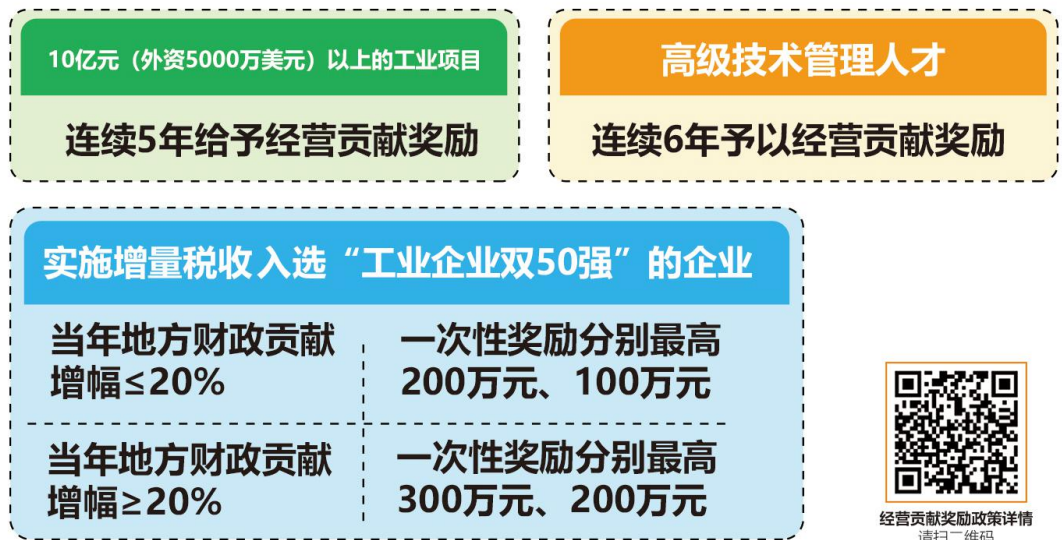 10亿元（外资5000万美元）以上的工业项目
连续5年给予经营贡献奖励
高级技术管理人才
连续6年予以经营贡献奖励
实施增量税收入选“工业企业双50强”的企业
当年地方财政贡献
增幅≤20%
一次性奖励分别最高
200万元、100万元
当年地方财政贡献
增幅≥20%
一次性奖励分别最高
300万元、200万元
经营贡献奖励政策详情
请扫二维码